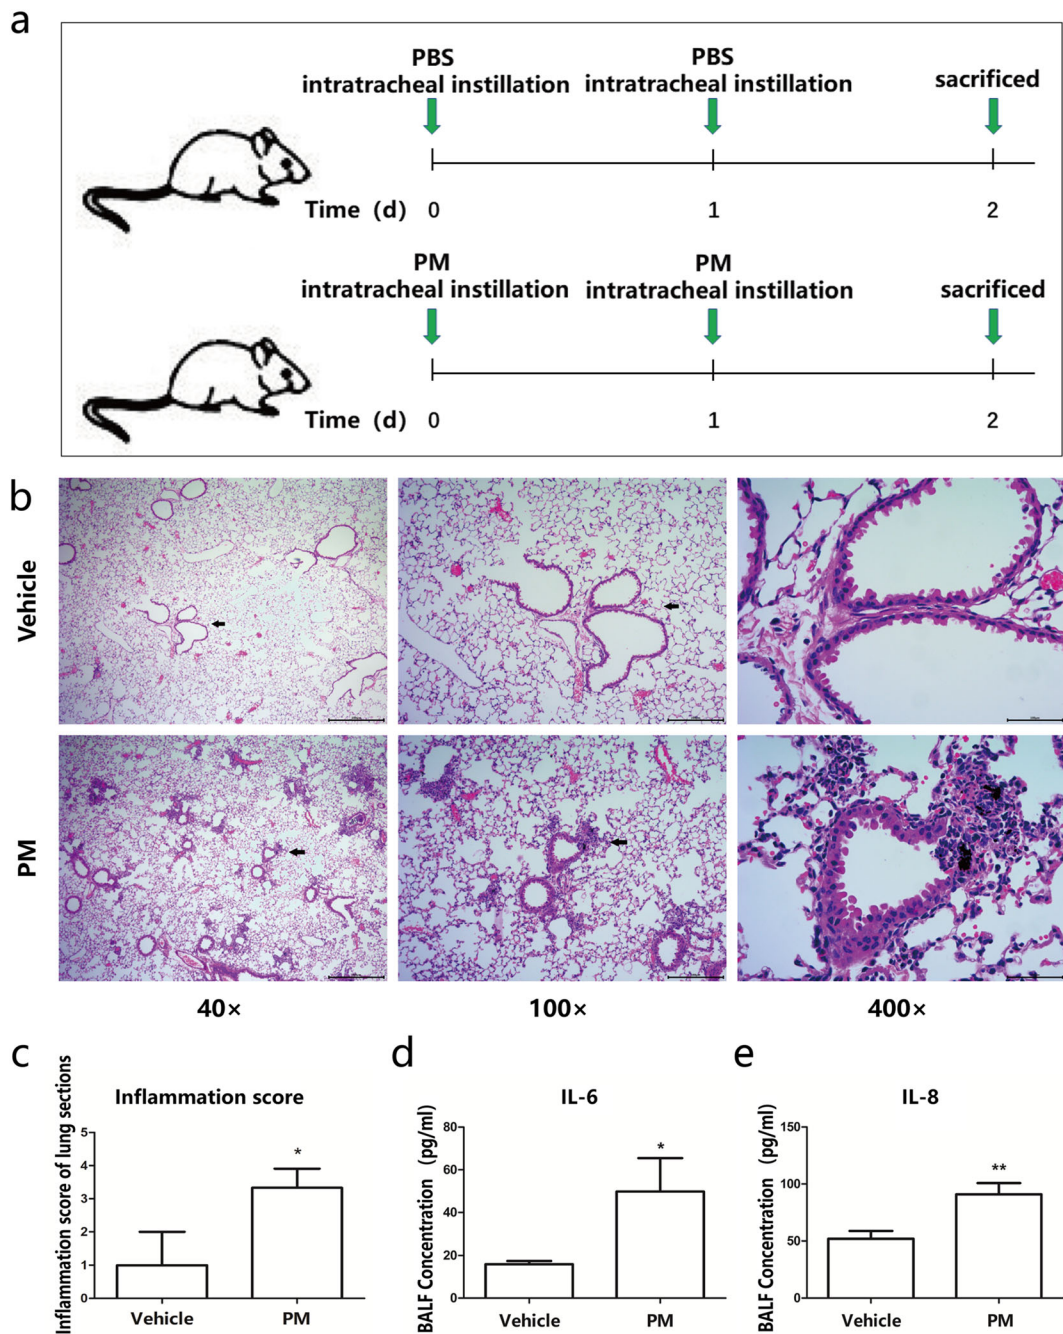 a
PBS
intratracheal instillation
PBS
intratracheal instillation
sacrificed
Time (d) 0 1 2
PM
intratracheal instillation
PM
intratracheal instillation
sacrificed
Time (d) 0 1 2
b
Vehicle
PM
40×
100×
400×
c
Inflammation score
Inflammation score of lung sections
5
4
3
2
1
0
*
Vehicle
PM
d
IL-6
BALF Concentration (pg/ml)
80
60
40
20
0
*
Vehicle
PM
e
IL-8
BALF Concentration (pg/ml)
150
100
50
0
**
Vehicle
PM